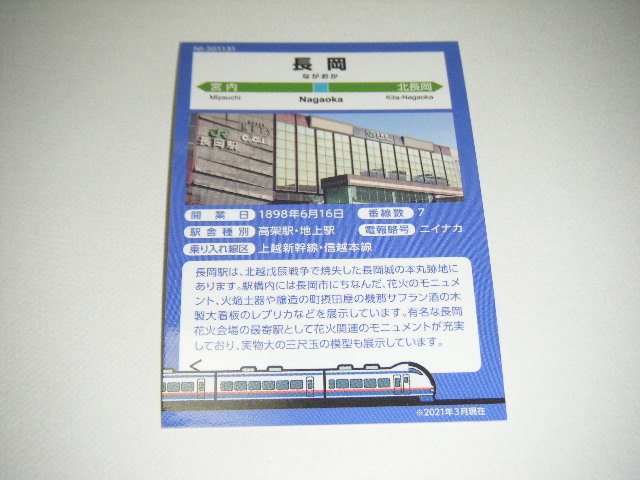 NI-301131
長岡
ながおか
宮内
北長岡
Miyauchi
Nagaoka
Kita-Nagaoka
JR
長岡駅
CoCoLo
開業日 1898年6月16日 番線数 7
駅舎種別 高架駅・地上駅 電報略号 ニイナカ
乗り入れ線区 上越新幹線・信越本線
長岡駅は、北越戊辰戦争で焼失した長岡城の本丸跡地に
あります。駅構内には長岡市にちなんだ、花火のモニュメ
ント、火焔土器や醸造の町摂田屋の機那サフラン酒の木
製大看板のレプリカなどを展示しています。有名な長岡
花火会場の最寄駅として花火関連のモニュメントが充実
しており、実物大の三尺玉の模型も展示しています。
※2021年3月現在